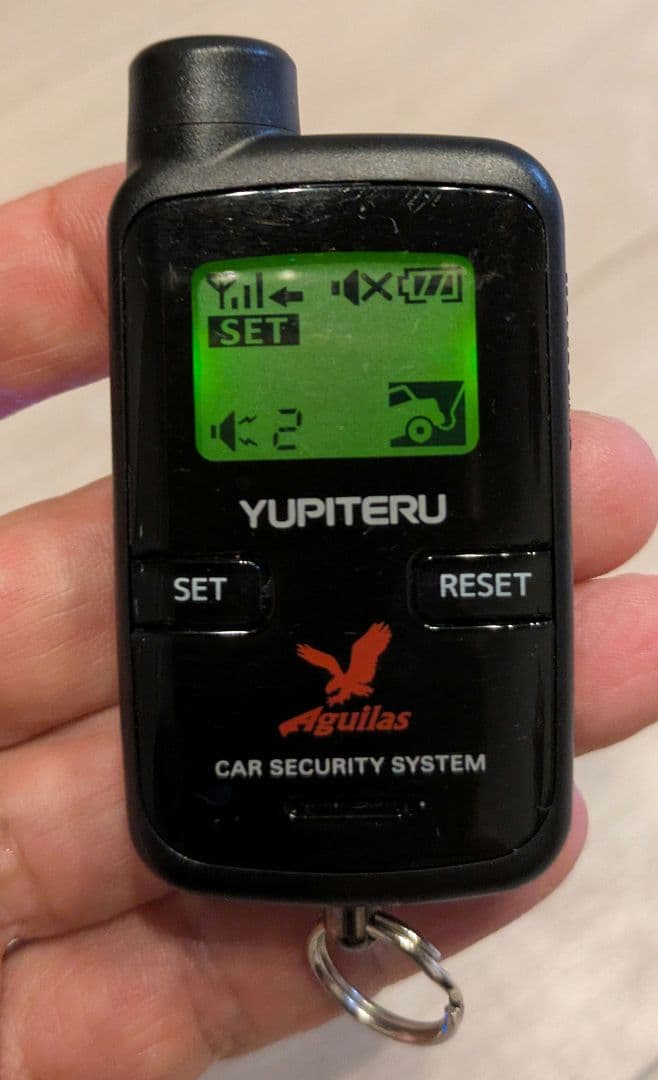 SET
2
YUPITERU
SET
RESET
Aguilas
CAR SECURITY SYSTEM